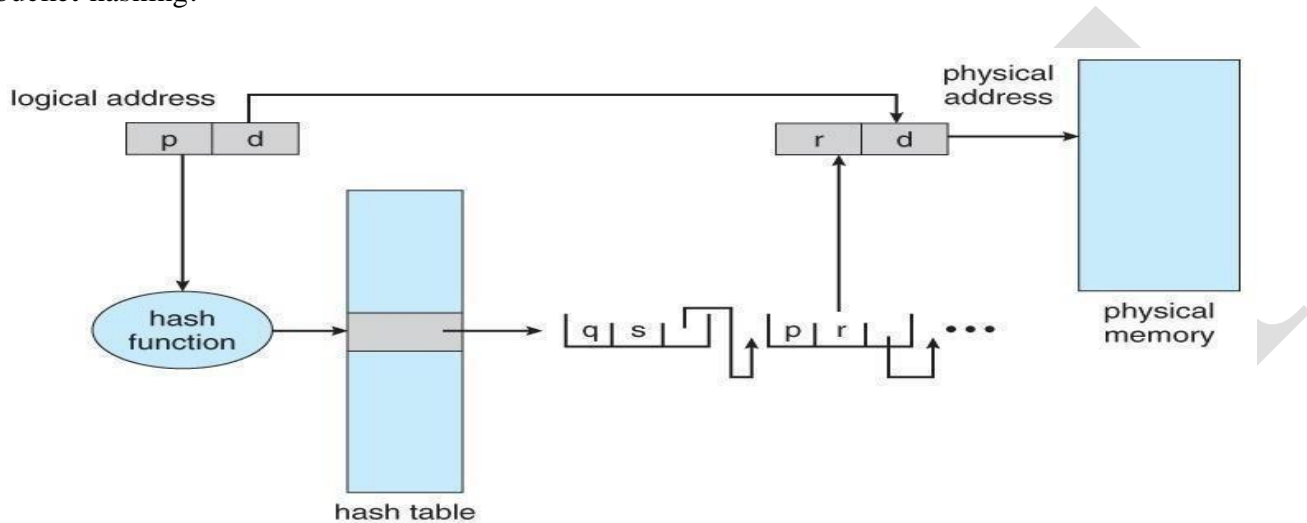 bucket hashing.
logical address
p d
physical
address
r d
hash
function
q s
p r
•••
physical
memory
hash table